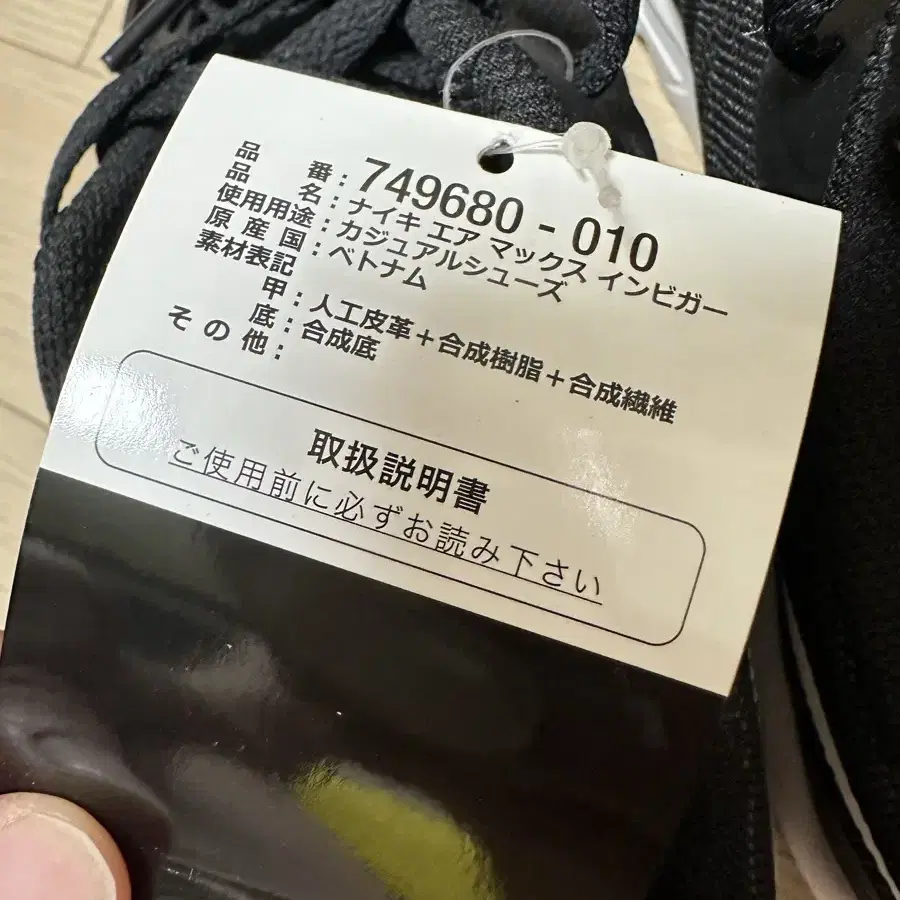 品番：749680 - 010
品名：ナイキ エア マックス インビガー
使用用途：カジュアルシューズ
原産国：ベトナム
素材表記
甲：人工皮革＋合成樹脂＋合成繊維
底：合成底
その他：
取扱説明書
ご使用前に必ずお読み下さい